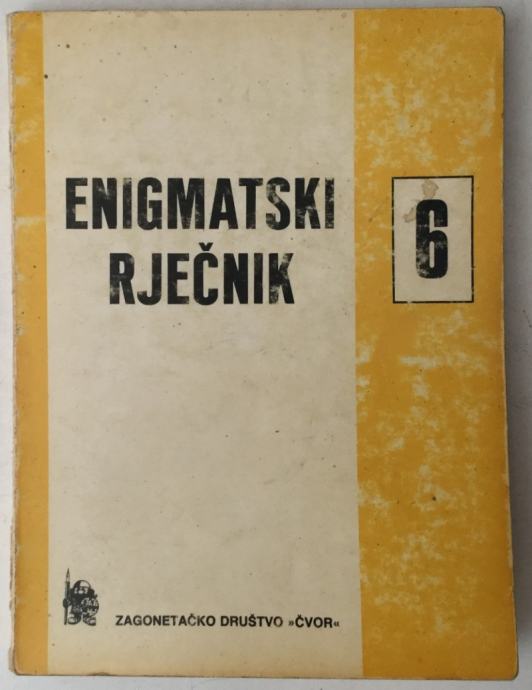 ENIGMATSKI
RJEČNIK
6
ZAGONETAČKO DRUŠTVO »ČVOR«